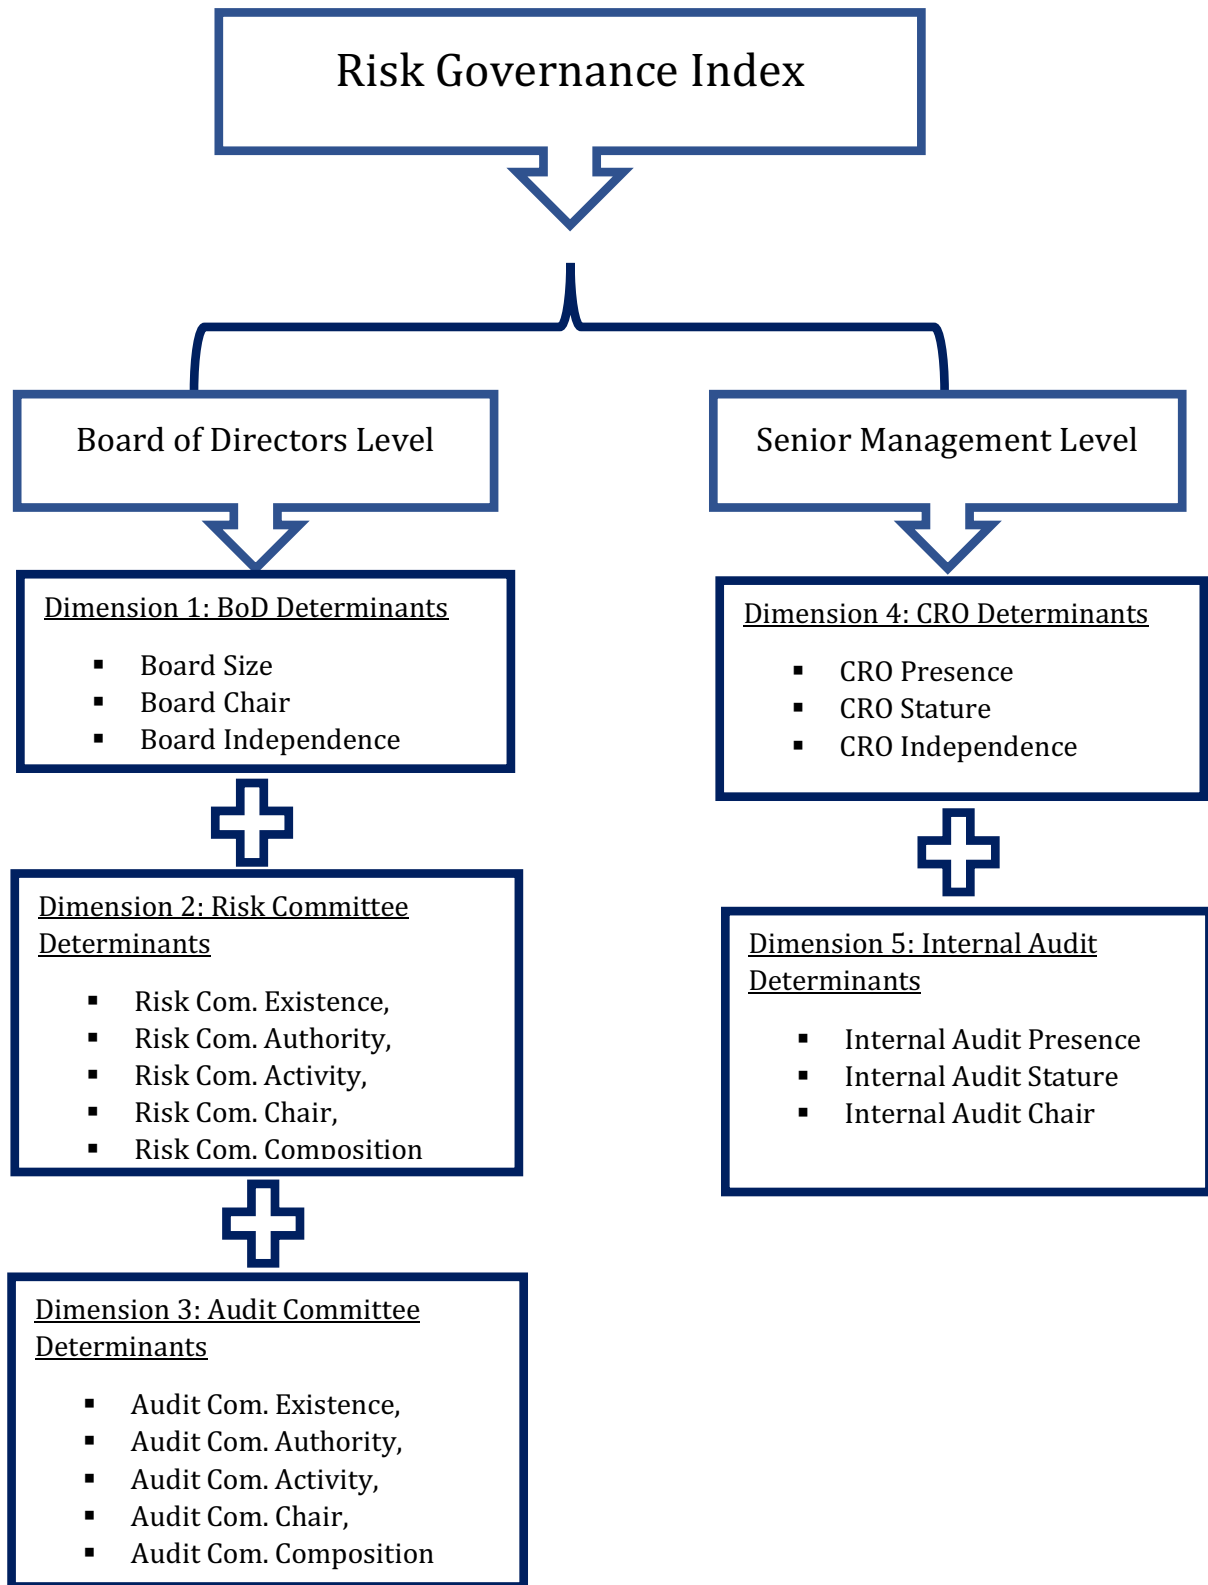 Risk Governance Index
Board of Directors Level
Senior Management Level
Dimension 1: BoD Determinants
▪ Board Size
▪ Board Chair
▪ Board Independence
Dimension 2: Risk Committee
Determinants
▪ Risk Com. Existence,
▪ Risk Com. Authority,
▪ Risk Com. Activity,
▪ Risk Com. Chair,
▪ Risk Com. Composition
Dimension 3: Audit Committee
Determinants
▪ Audit Com. Existence,
▪ Audit Com. Authority,
▪ Audit Com. Activity,
▪ Audit Com. Chair,
▪ Audit Com. Composition
Dimension 4: CRO Determinants
▪ CRO Presence
▪ CRO Stature
▪ CRO Independence
Dimension 5: Internal Audit
Determinants
▪ Internal Audit Presence
▪ Internal Audit Stature
▪ Internal Audit Chair